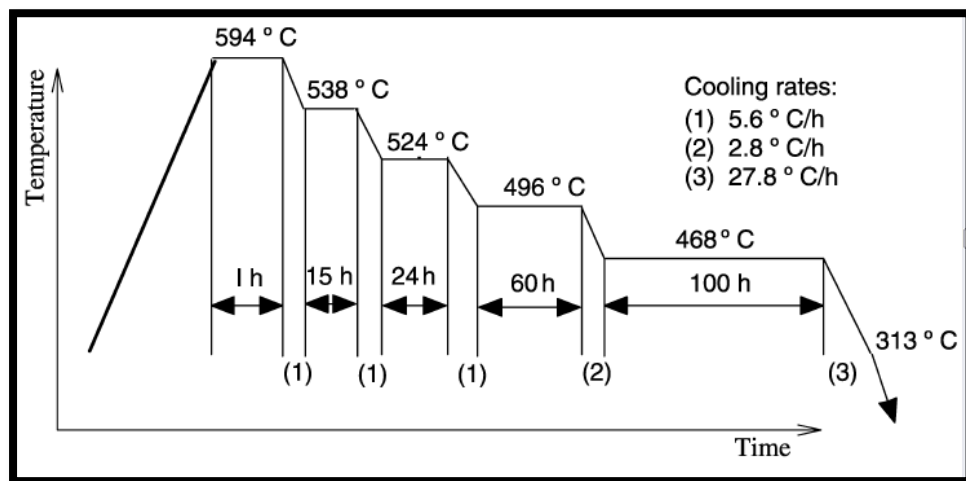 594 ° C
538 ° C
524 ° C
496 ° C
468 ° C
313 ° C
Cooling rates:
(1) 5.6 ° C/h
(2) 2.8 ° C/h
(3) 27.8 ° C/h
Temperature
I h
15 h
24 h
60 h
100 h
(1)
(1)
(1)
(2)
(3)
Time